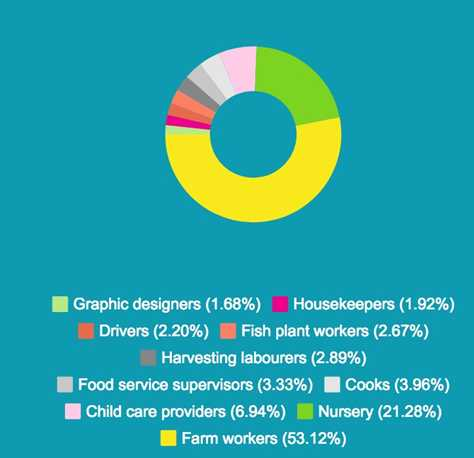 Graphic designers (1.68%) Housekeepers (1.92%)
Drivers (2.20%) Fish plant workers (2.67%)
Harvesting labourers (2.89%)
Food service supervisors (3.33%) Cooks (3.96%)
Child care providers (6.94%) Nursery (21.28%)
Farm workers (53.12%)